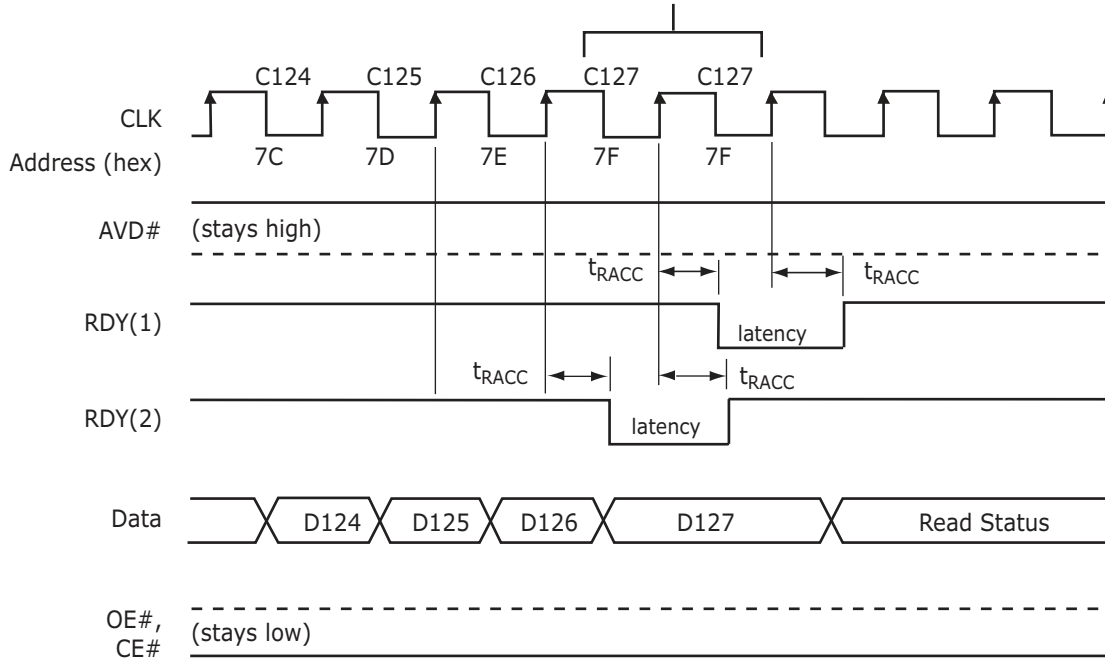 C124 C125 C126 C127 C127
CLK
Address (hex) 7C 7D 7E 7F 7F
AVD# (stays high)
tRACC tRACC
RDY(1)
latency
tRACC tRACC
RDY(2)
latency
Data D124 D125 D126 D127 Read Status
OE#,
CE# (stays low)